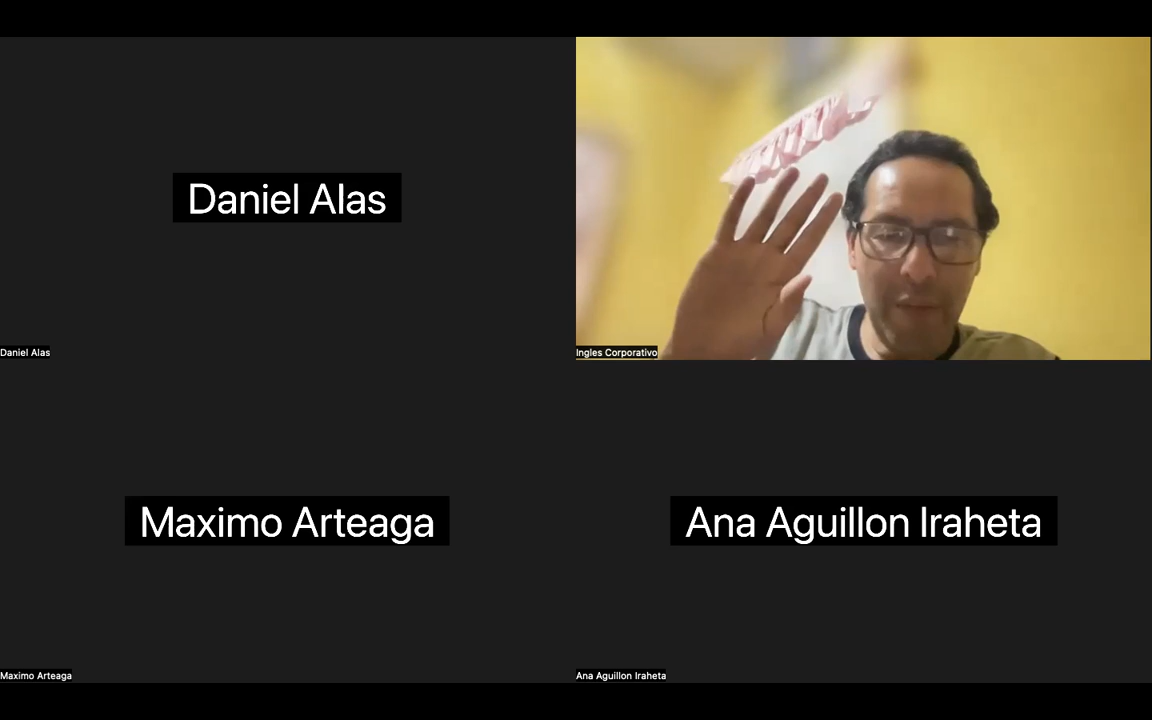 Daniel Alas
Daniel Alas
Ingles Corporativo
Maximo Arteaga
Ana Aguillon Iraheta
Maximo Arteaga
Ana Aguillon Iraheta